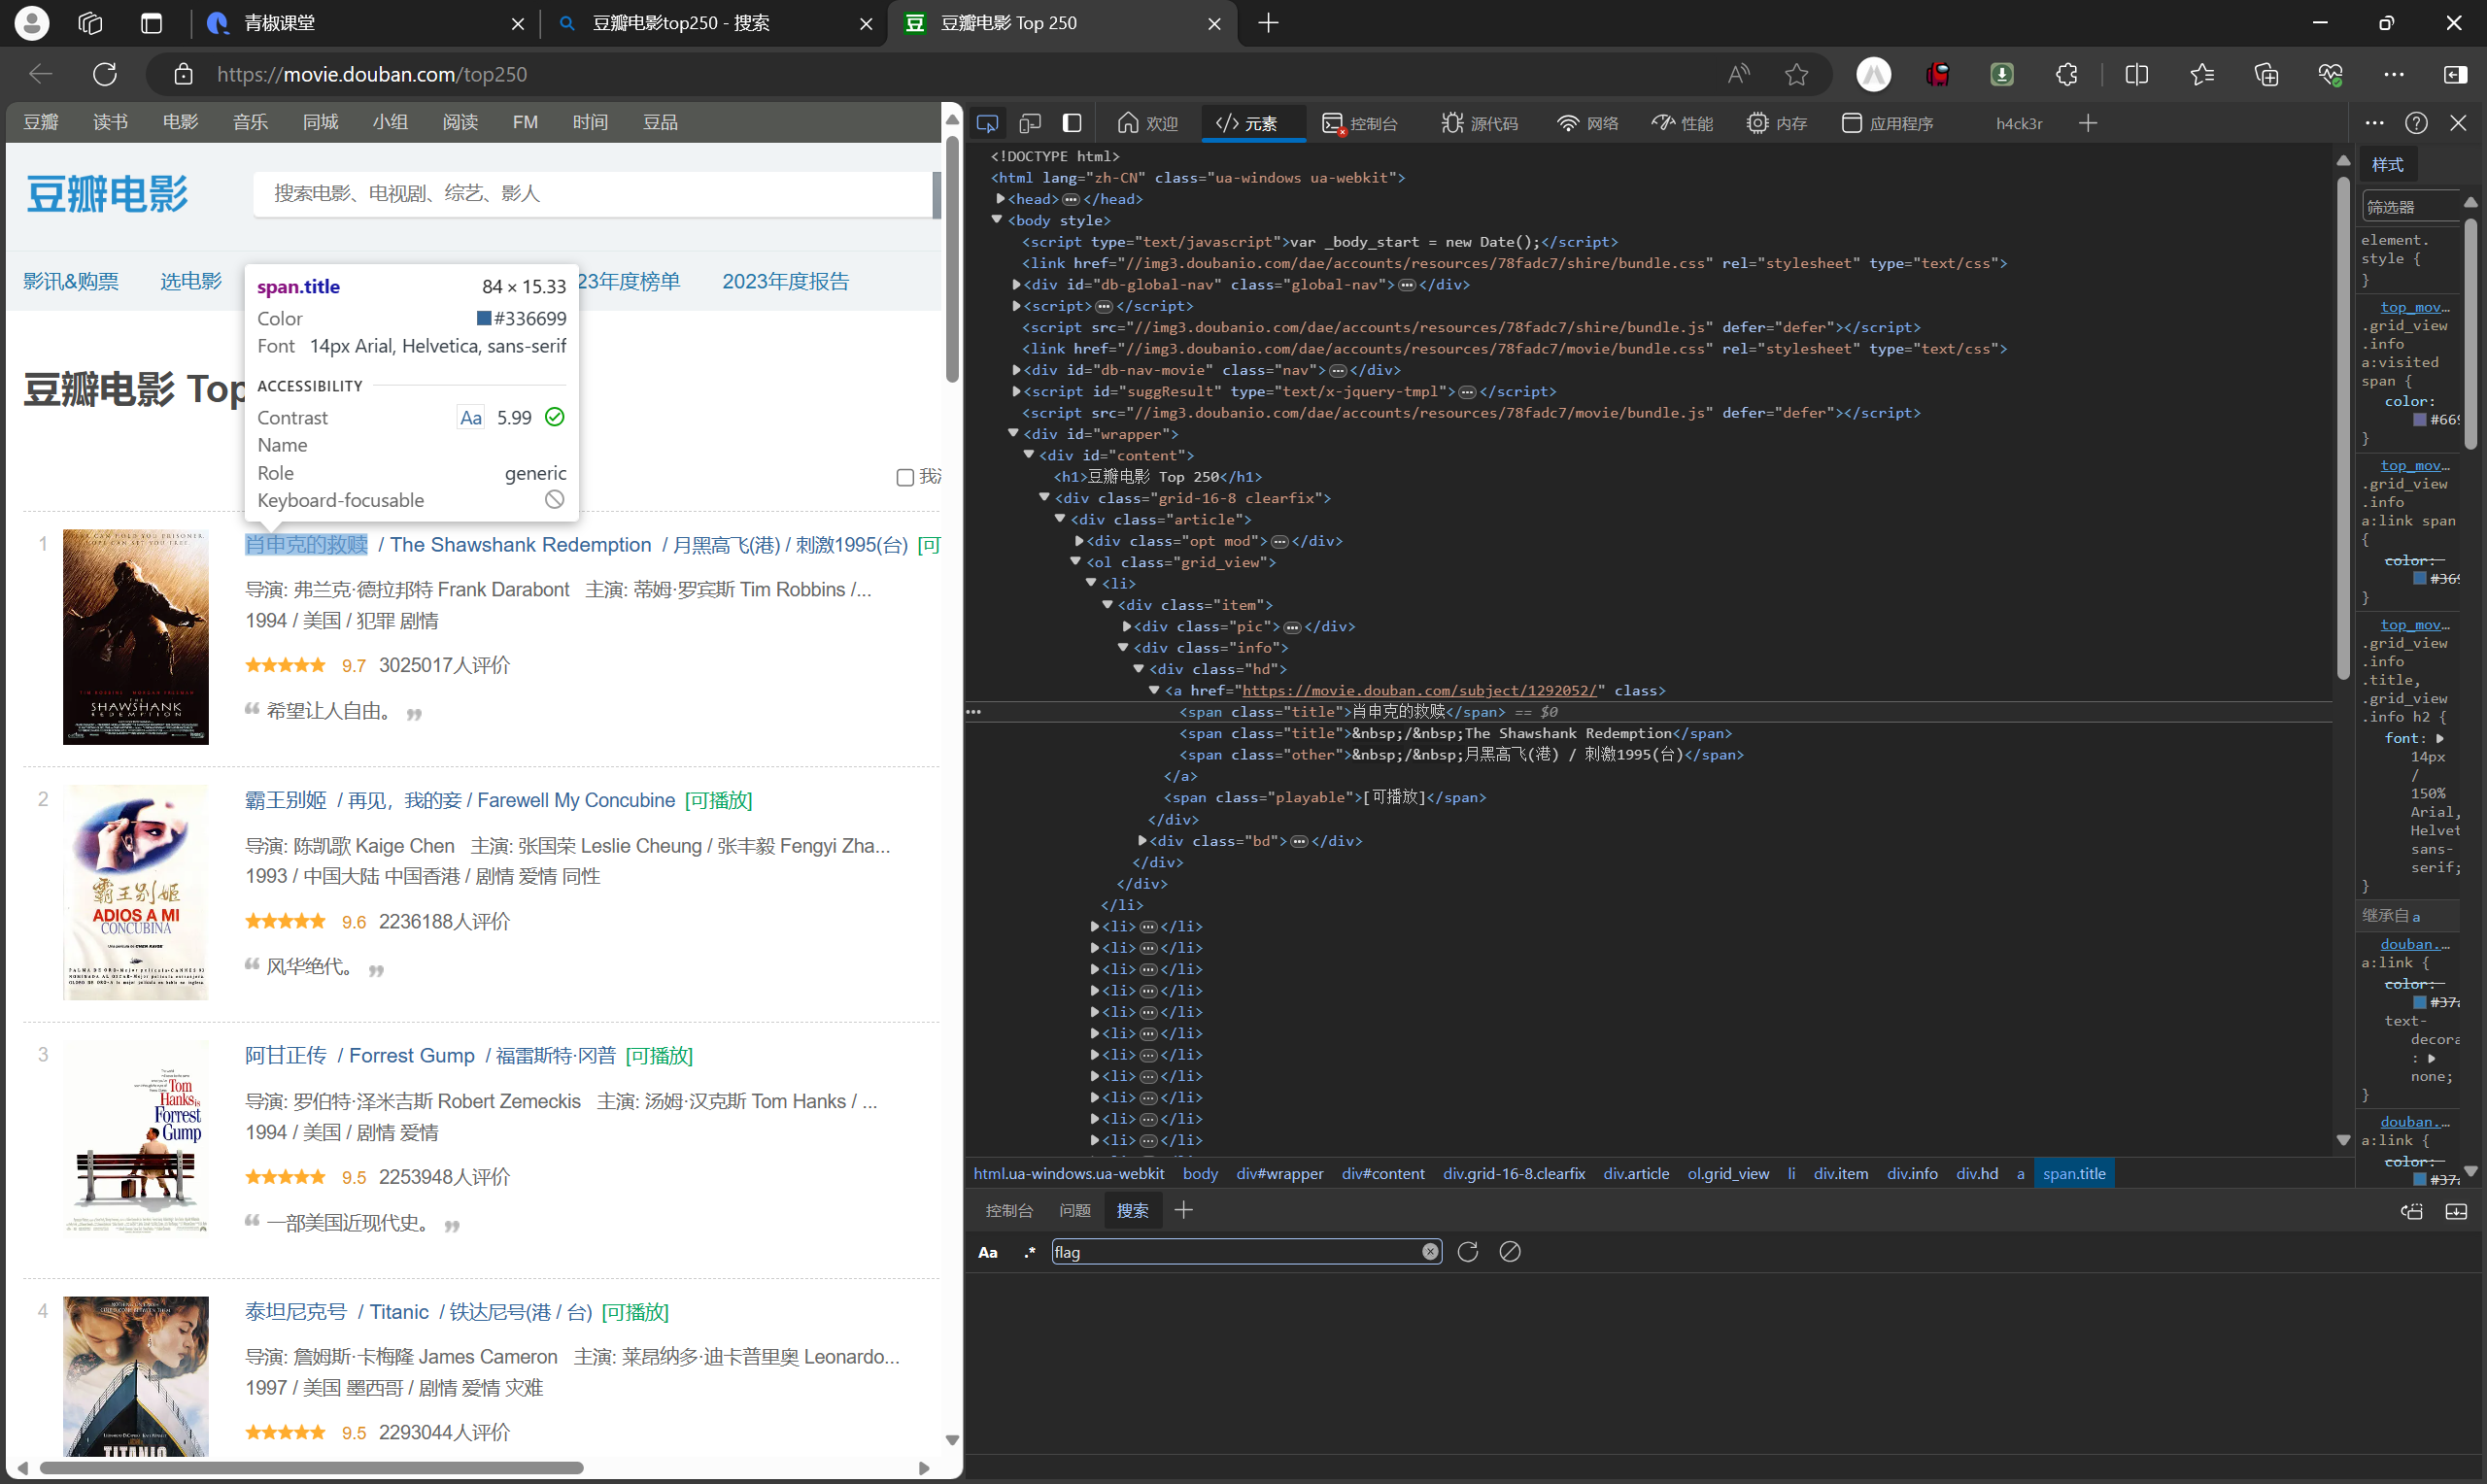 青椒课堂
豆瓣电影top250 - 搜索
豆瓣电影 Top 250
https://movie.douban.com/top250
豆瓣 读书 电影 音乐 同城 小组 阅读 FM 时间 豆品
豆瓣电影
搜索电影、电视剧、综艺、影人
影讯&购票 选电影 23年度榜单 2023年度报告
span.title 84 × 15.33
Color #336699
Font 14px Arial, Helvetica, sans-serif
ACCESSIBILITY
Contrast Aa 5.99
Name
Role generic
Keyboard-focusable
豆瓣电影 Top
我
1
肖申克的救赎 / The Shawshank Redemption / 月黑高飞(港) / 刺激1995(台) [可
导演: 弗兰克·德拉邦特 Frank Darabont 主演: 蒂姆·罗宾斯 Tim Robbins /...
1994 / 美国 / 犯罪 剧情
9.7 3025017人评价
“ 希望让人自由。 ”
THE
SHAWSHANK
REDEMPTION
2
霸王别姬 / 再见，我的妾 / Farewell My Concubine [可播放]
导演: 陈凯歌 Kaige Chen 主演: 张国荣 Leslie Cheung / 张丰毅 Fengyi Zha...
1993 / 中国大陆 中国香港 / 剧情 爱情 同性
9.6 2236188人评价
“ 风华绝代。 ”
霸王别姬
ADIOS A MI
CONCUBINA
3
阿甘正传 / Forrest Gump / 福雷斯特·冈普 [可播放]
导演: 罗伯特·泽米吉斯 Robert Zemeckis 主演: 汤姆·汉克斯 Tom Hanks / ...
1994 / 美国 / 剧情 爱情
9.5 2253948人评价
“ 一部美国近现代史。 ”
Tom
Hanks is
Forrest
Gump
4
泰坦尼克号 / Titanic / 铁达尼号(港 / 台) [可播放]
导演: 詹姆斯·卡梅隆 James Cameron 主演: 莱昂纳多·迪卡普里奥 Leonardo...
1997 / 美国 墨西哥 / 剧情 爱情 灾难
9.5 2293044人评价
TITANIC
欢迎 </> 元素 控制台 源代码 网络 性能 内存 应用程序 h4ck3r
<!DOCTYPE html>
<html lang="zh-CN" class="ua-windows ua-webkit">
<head>…</head>
<body style>
<script type="text/javascript">var _body_start = new Date();</script>
<link href="//img3.doubanio.com/dae/accounts/resources/78fadc7/shire/bundle.css" rel="stylesheet" type="text/css">
<div id="db-global-nav" class="global-nav">…</div>
<script>…</script>
<script src="//img3.doubanio.com/dae/accounts/resources/78fadc7/shire/bundle.js" defer="defer"></script>
<link href="//img3.doubanio.com/dae/accounts/resources/78fadc7/movie/bundle.css" rel="stylesheet" type="text/css">
<div id="db-nav-movie" class="nav">…</div>
<script id="suggResult" type="text/x-jquery-tmpl">…</script>
<script src="//img3.doubanio.com/dae/accounts/resources/78fadc7/movie/bundle.js" defer="defer"></script>
<div id="wrapper">
<div id="content">
<h1>豆瓣电影 Top 250</h1>
<div class="grid-16-8 clearfix">
<div class="article">
<div class="opt mod">…</div>
<ol class="grid_view">
<li>
<div class="item">
<div class="pic">…</div>
<div class="info">
<div class="hd">
<a href="https://movie.douban.com/subject/1292052/" class>
<span class="title">肖申克的救赎</span> == $0
<span class="title">&nbsp;/&nbsp;The Shawshank Redemption</span>
<span class="other">&nbsp;/&nbsp;月黑高飞(港) / 刺激1995(台)</span>
</a>
<span class="playable">[可播放]</span>
</div>
<div class="bd">…</div>
</div>
</div>
</li>
<li>…</li>
<li>…</li>
<li>…</li>
<li>…</li>
<li>…</li>
<li>…</li>
<li>…</li>
<li>…</li>
<li>…</li>
<li>…</li>
<li>…</li>
html.ua-windows.ua-webkit body div#wrapper div#content div.grid-16-8.clearfix div.article ol.grid_view li div.item div.info div.hd a span.title
控制台 问题 搜索
Aa .* flag
样式
筛选器
element.
style {
}
top_mov…
.grid_view
.info
a:visited
span {
color:
#66
}
top_mov…
.grid_view
.info
a:link span
{
color:
#36
}
top_mov…
.grid_view
.info
.title,
.grid_view
.info h2 {
font:
14px
/
150%
Arial,
Helvet
sans-
serif;
}
继承自 a
douban.…
a:link {
color:
#37
text-
decora
:
none;
}
douban.…
a:link {
color:
#37